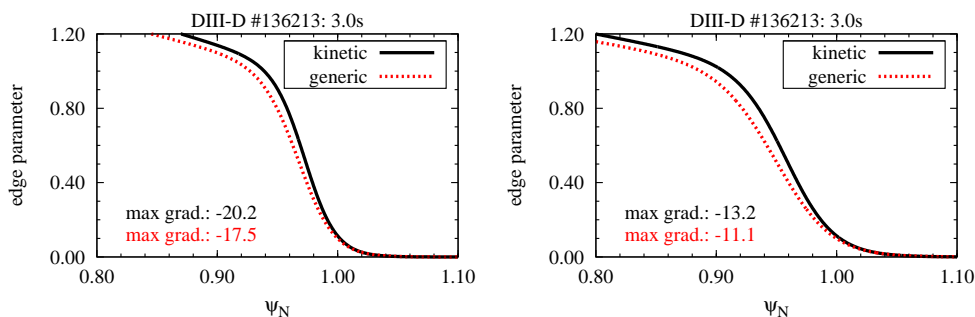 DIII-D #136213: 3.0s
1.20
0.80
0.40
0.00
edge parameter
kinetic
generic
max grad.: -20.2
max grad.: -17.5
0.80 0.90 1.00 1.10
ψN
DIII-D #136213: 3.0s
1.20
0.80
0.40
0.00
edge parameter
kinetic
generic
max grad.: -13.2
max grad.: -11.1
0.80 0.90 1.00 1.10
ψN